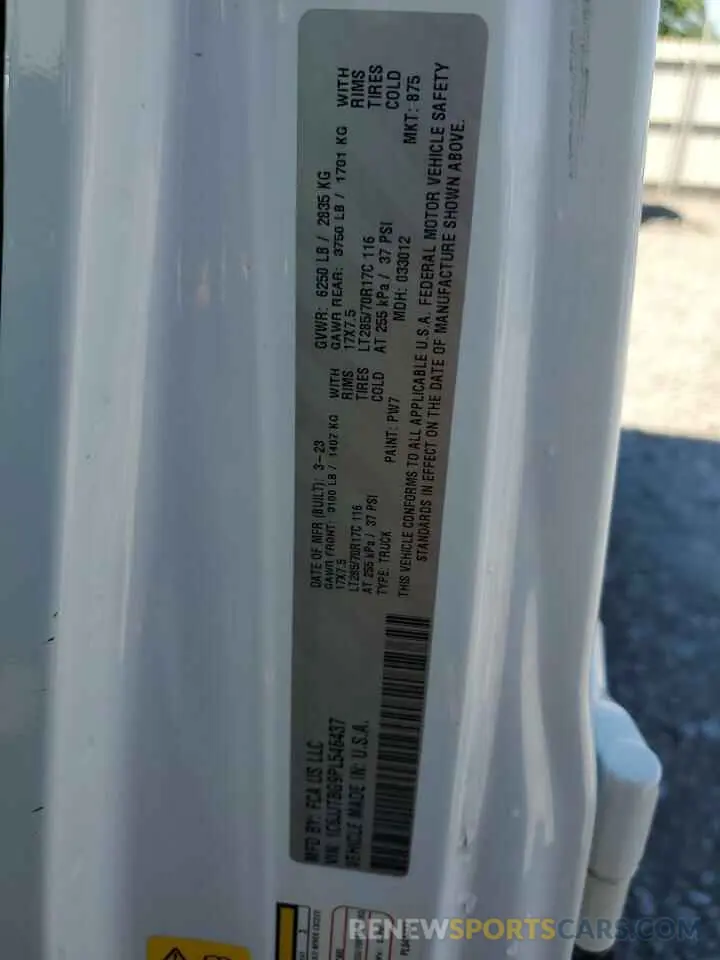 MFD BY: FCA US LLC
DATE OF MFR (BUILT): 3-23
GVWR: 6250 LB / 2835 KG
GAWR FRONT: 3100 LB / 1407 KG WITH
GAWR REAR: 3750 LB / 1701 KG WITH
17X7.5 RIMS
17X7.5 RIMS
LT285/70R17C 116 TIRES
LT285/70R17C 116 TIRES
AT 255 kPa / 37 PSI COLD
AT 255 kPa / 37 PSI COLD
VEHICLE MADE IN: U.S.A.
TYPE: TRUCK
PAINT: PW7
MDH: 033012
MKT: 875
THIS VEHICLE CONFORMS TO ALL APPLICABLE U.S.A. FEDERAL MOTOR VEHICLE SAFETY
STANDARDS IN EFFECT ON THE DATE OF MANUFACTURE SHOWN ABOVE.
RENEWSPORTSCAR.COM